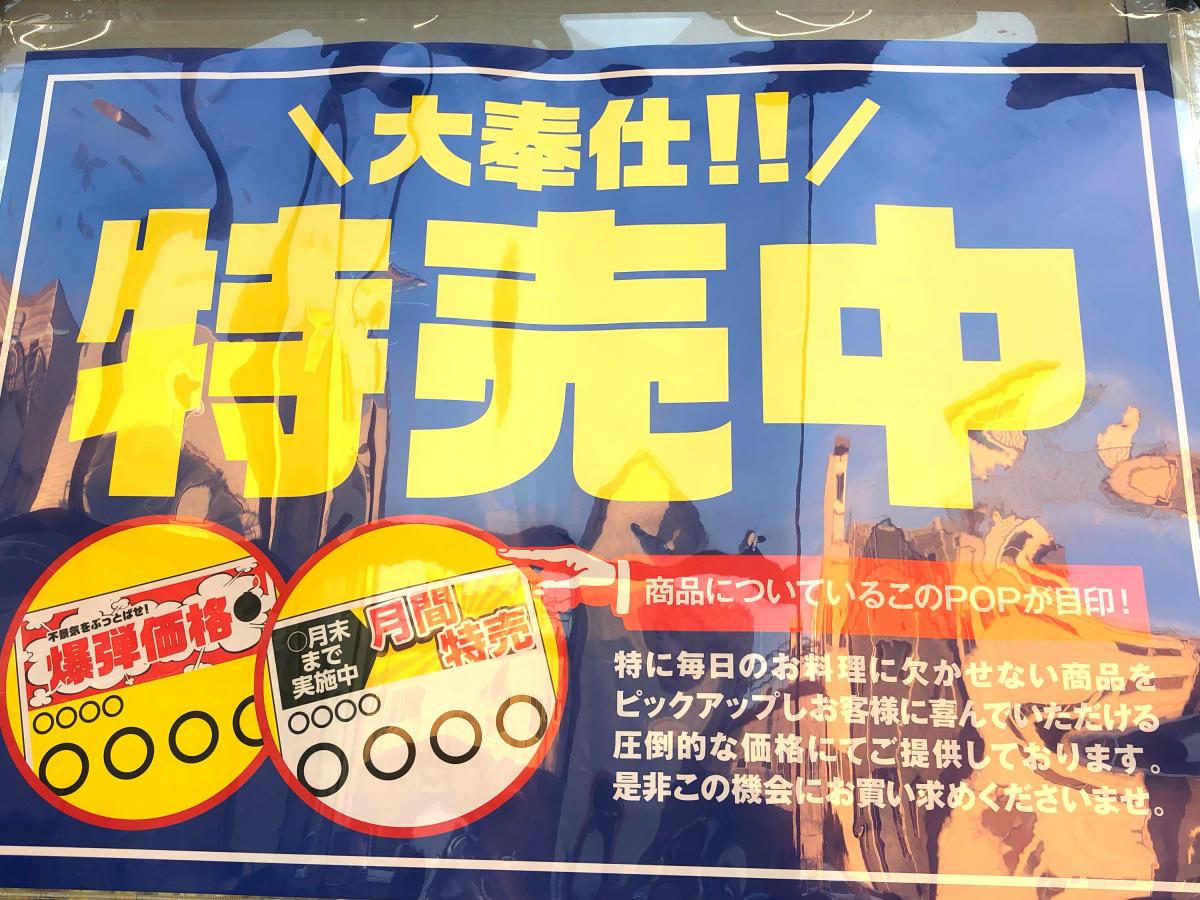 \大奉仕!!/
特売中
不景気をぶっとばせ!
爆弾価格
○○○○
○○○○
○月末
まで
実施中
月間
特売
○○○○
○○○○
商品についているこのPOPが目印!
特に毎日のお料理に欠かせない商品を
ピックアップしお客様に喜んでいただける
圧倒的な価格にてご提供しております。
是非この機会にお買い求めくださいませ。